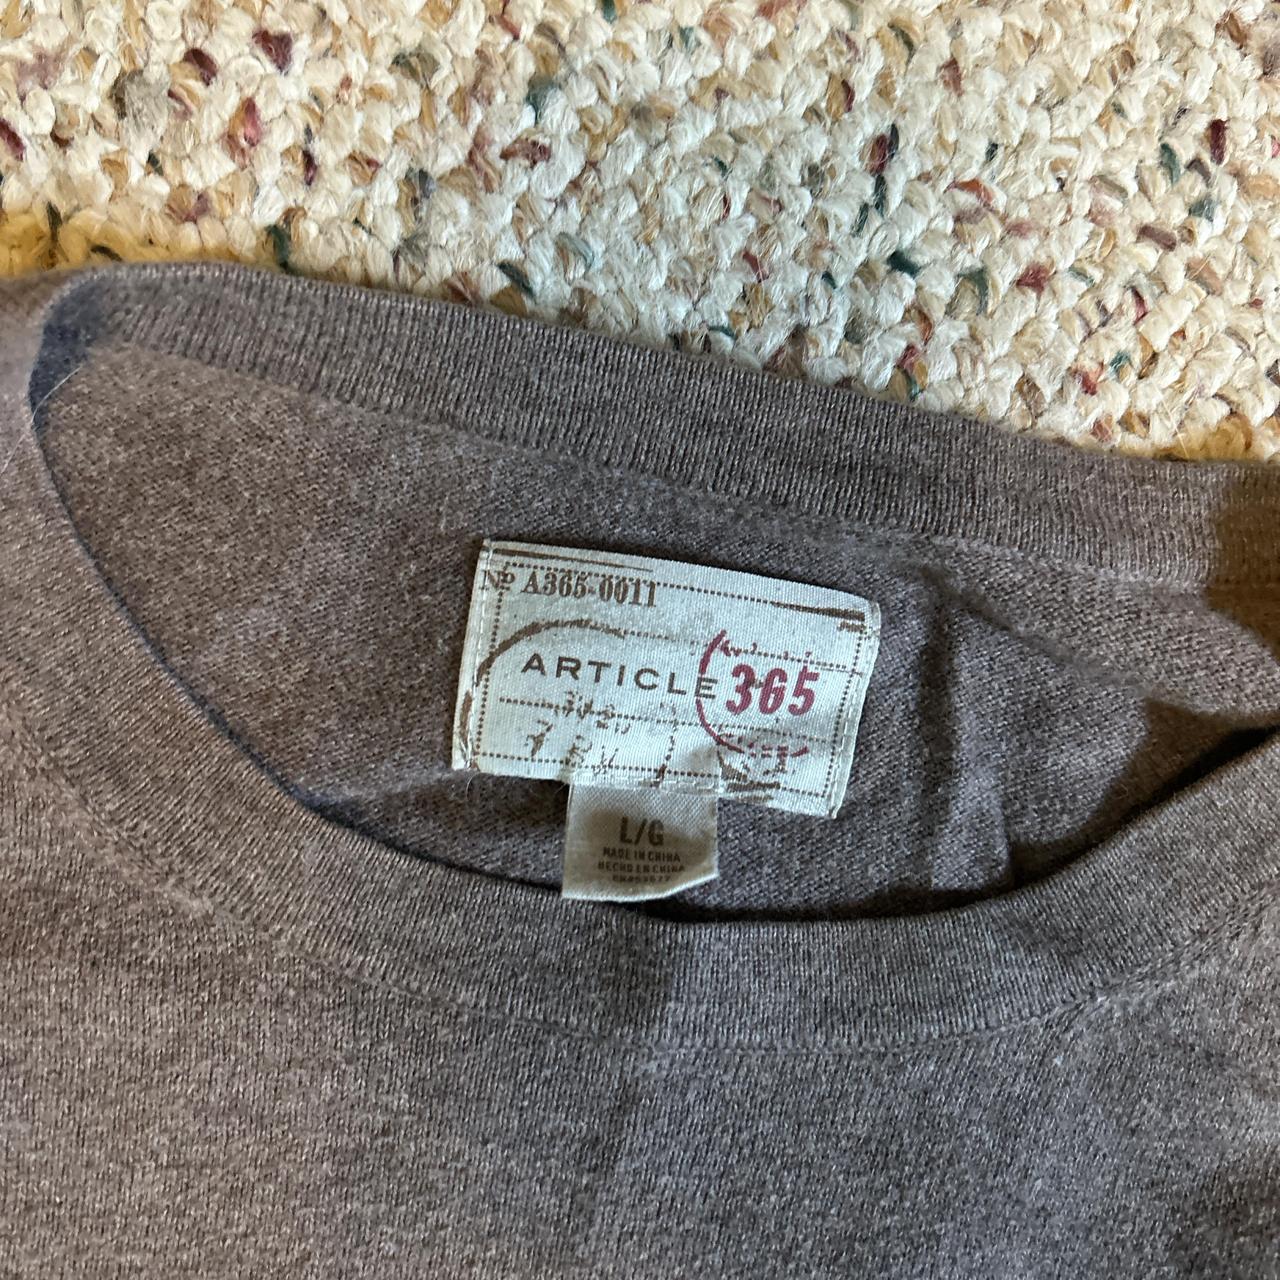 Nº A365-0011
ARTICLE 365
L/G
MADE IN CHINA
HECHO EN CHINA